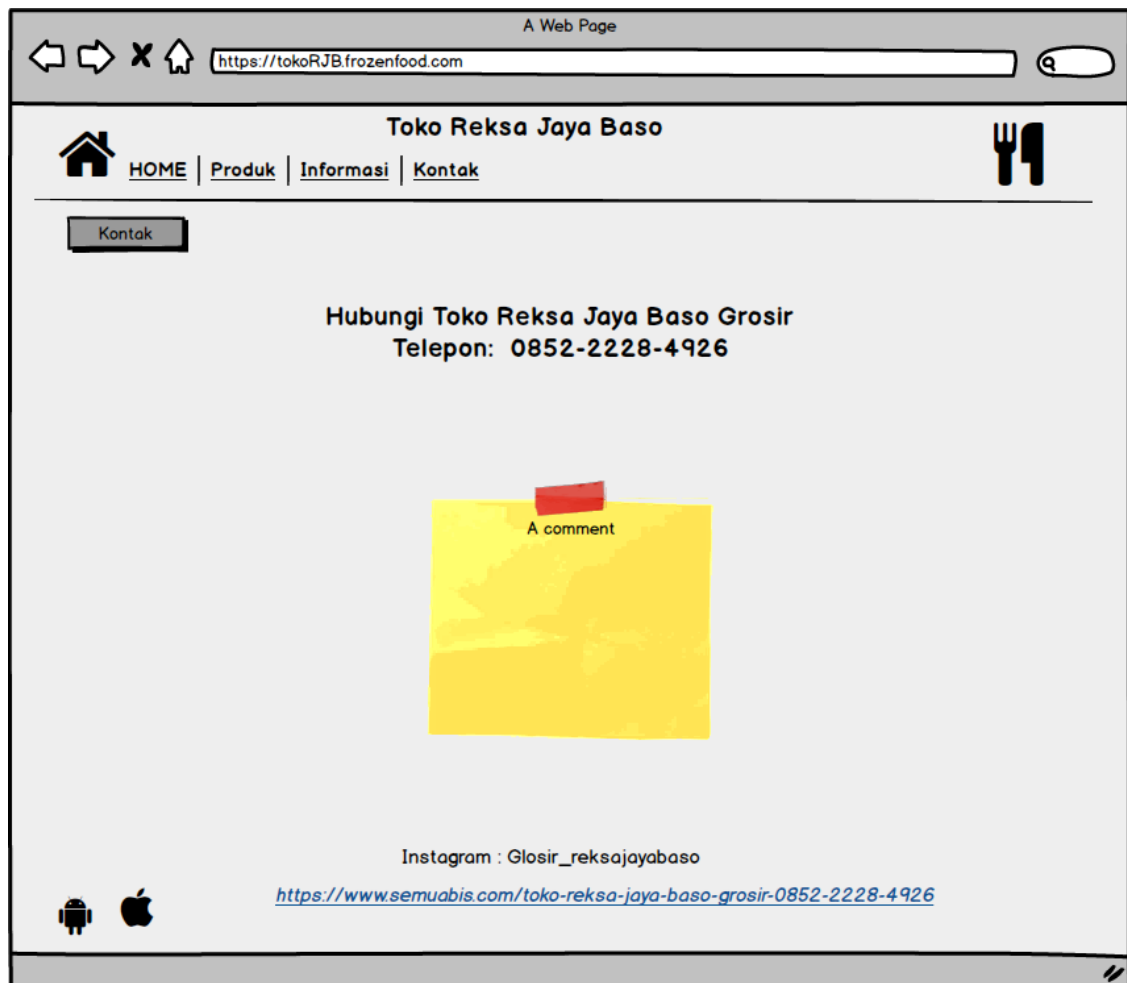 A Web Page
https://tokoRJB.frozenfood.com
Toko Reksa Jaya Baso
HOME | Produk | Informasi | Kontak
Kontak
Hubungi Toko Reksa Jaya Baso Grosir
Telepon: 0852-2228-4926
A comment
Instagram : Glosir_reksajayabaso
https://www.semuabis.com/toko-reksa-jaya-baso-grosir-0852-2228-4926